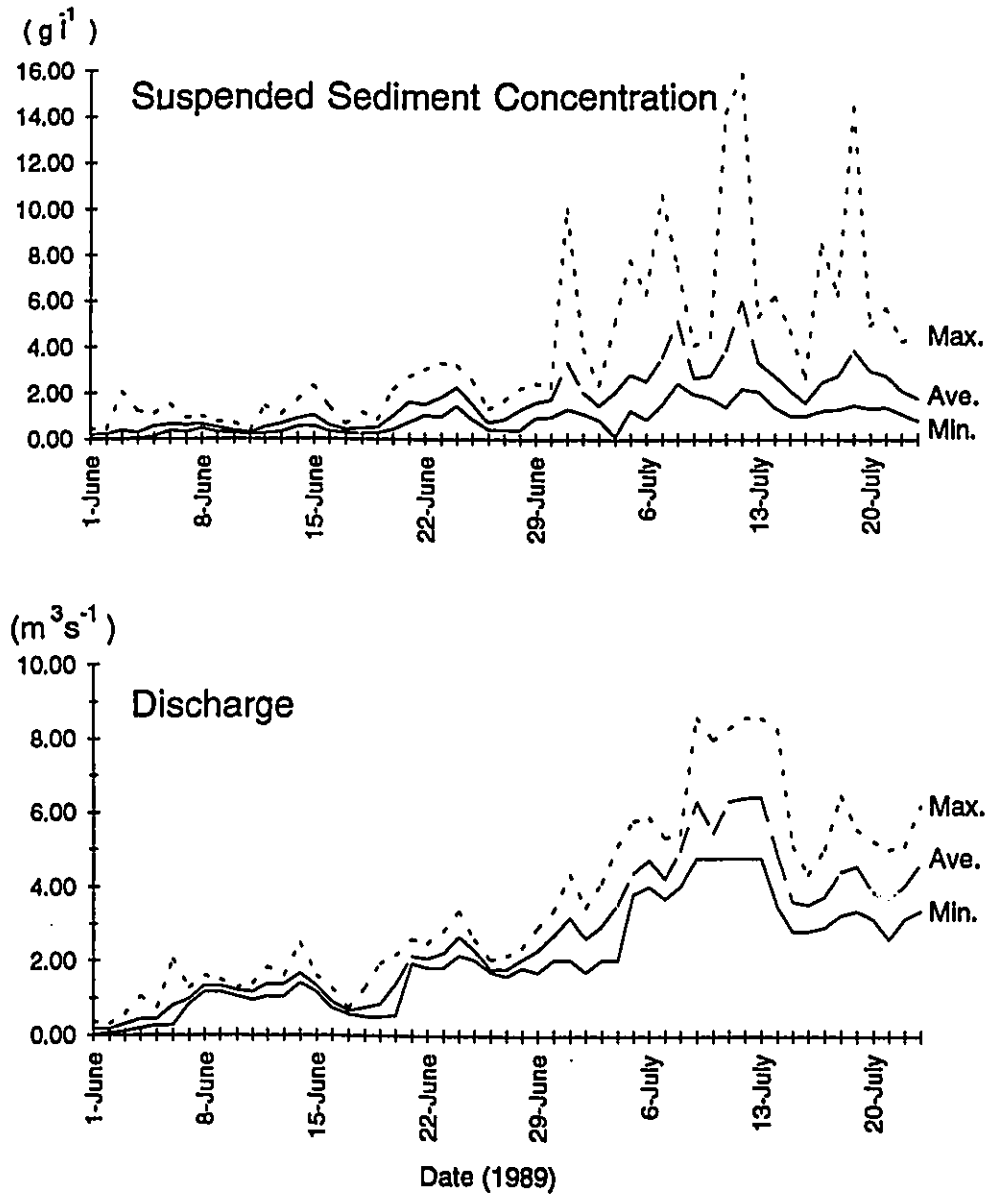 (g l⁻¹)
Suspended Sediment Concentration
16.00
14.00
12.00
10.00
8.00
6.00
4.00
2.00
0.00
Max.
Ave.
Min.
1-June
8-June
15-June
22-June
29-June
6-July
13-July
20-July
(m³s⁻¹)
Discharge
10.00
8.00
6.00
4.00
2.00
0.00
Max.
Ave.
Min.
1-June
8-June
15-June
22-June
29-June
6-July
13-July
20-July
Date (1989)